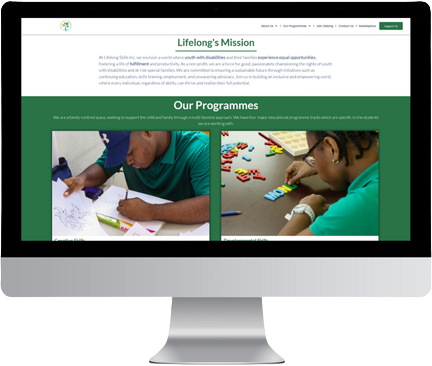 About Us Our Programmes Join Lifelong Contact Us Marketplace Support Us
Lifelong's Mission
At Lifelong Skills Inc, we envision a world where youth with disabilities and their families experience equal opportunities,
fostering a life of fulfillment and productivity. As a non-profit, we are a force for good, passionately championing the rights of youth
with disabilities and at-risk special families. We are committed to ensuring a sustainable future through initiatives such as
continuing education, skills training, employment, and unwavering advocacy. Join us in building an inclusive and empowering world
where every individual, regardless of ability, can thrive and realise their full potential.
Our Programmes
We are a family-centred space, seeking to support the child and family through a multi-faceted approach. We have four major educational programme tracks which are specific to the students
we are working with.
Creative Skills
Developmental Skills